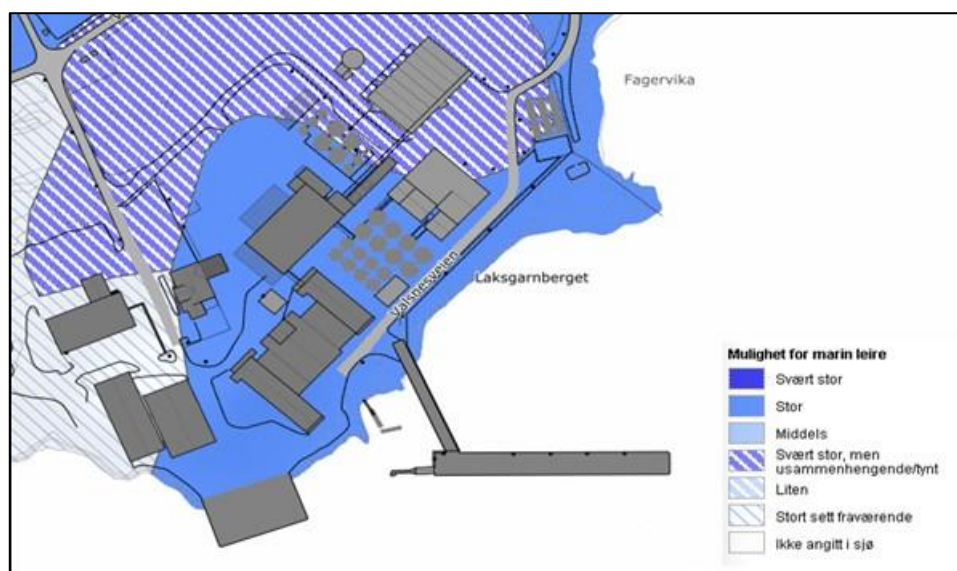 Fagervika
Laksgarnberget
Valsnesveien
Mulighet for marin leire
Svært stor
Stor
Middels
Svært stor, men
usammenhengende/tynt
Liten
Stort sett fraværende
Ikke angitt i sjø